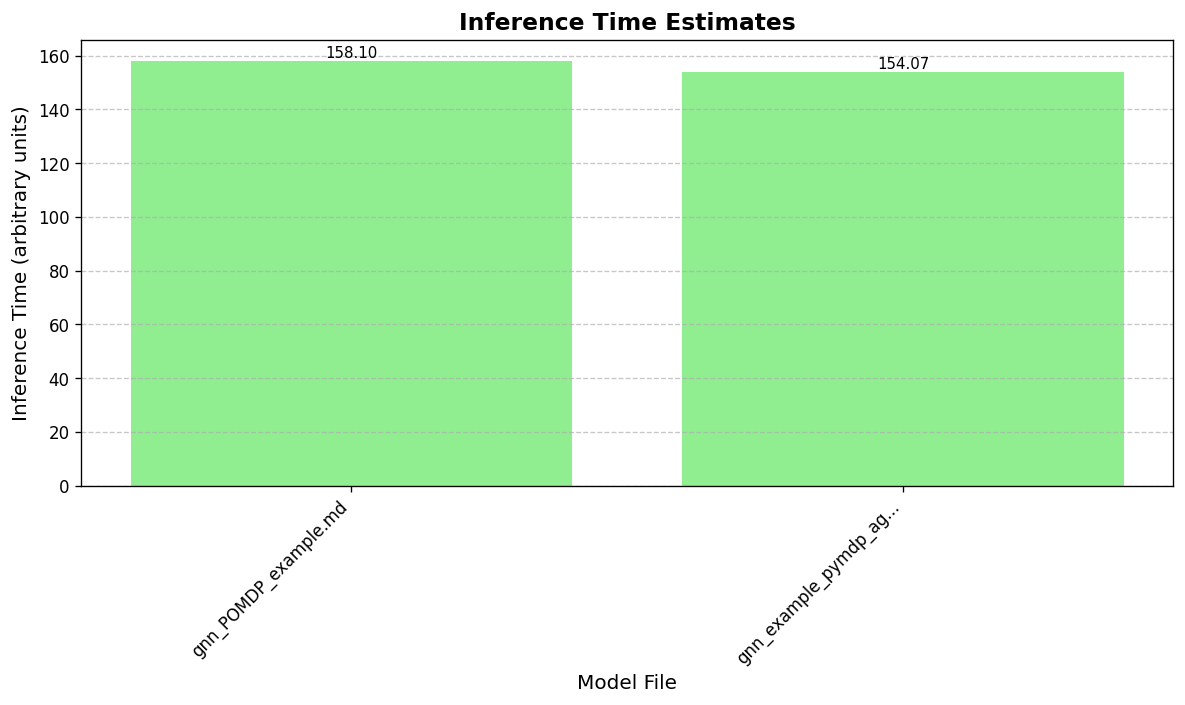 Inference Time Estimates
Inference Time (arbitrary units)
160
140
120
100
80
60
40
20
0
158.10
154.07
gnn_POMDP_example.md
gnn_example_pymdp_ag...
Model File